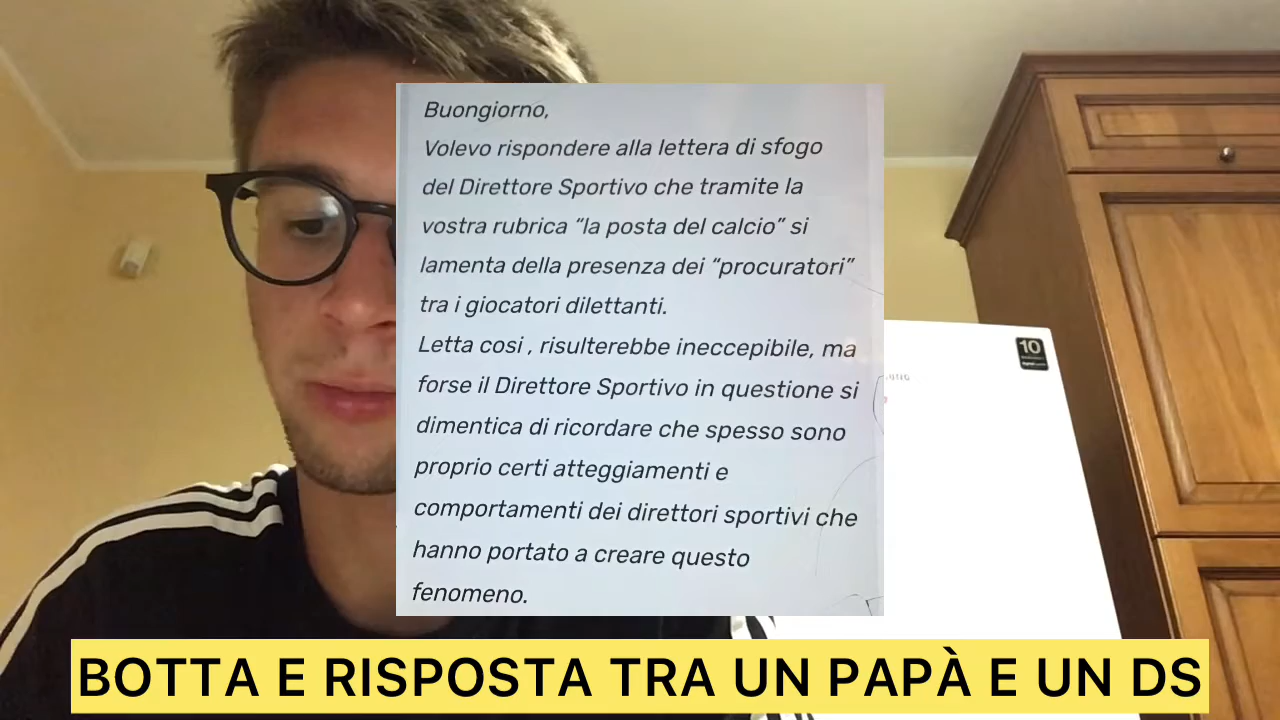 Buongiorno,
Volevo rispondere alla lettera di sfogo
del Direttore Sportivo che tramite la
vostra rubrica “la posta del calcio” si
lamenta della presenza dei “procuratori”
tra i giocatori dilettanti.
Letta cosi , risulterebbe ineccepibile, ma
forse il Direttore Sportivo in questione si
dimentica di ricordare che spesso sono
proprio certi atteggiamenti e
comportamenti dei direttori sportivi che
hanno portato a creare questo
fenomeno.
10
BOTTA E RISPOSTA TRA UN PAPÀ E UN DS